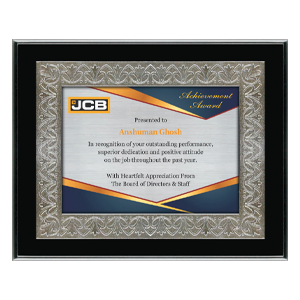 JCB
Achievement
Award
Presented to
Anshuman Ghush
In recognition of your outstanding performance,
superior dedication and positive attitude
on the job throughout the past year.
With Heartfelt Appreciation From
The Board of Directors & Staff